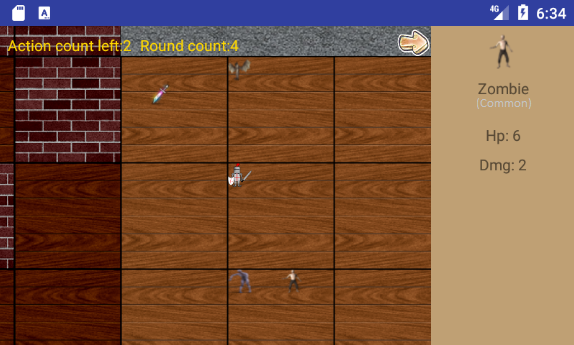 4G
A
6:34
Action count left:2 Round count:4
Zombie
(Common)
Hp: 6
Dmg: 2